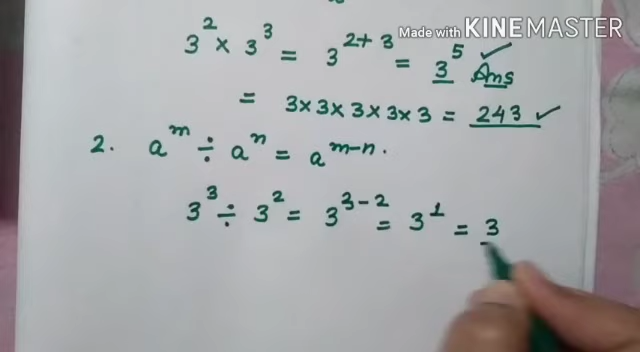 Made with KINEMASTER
3² × 3³ = 3²⁺³ = 3⁵ Ans ✓
= 3×3×3×3×3 = 243 ✓
2. aᵐ ÷ aⁿ = aᵐ⁻ⁿ.
3³ ÷ 3² = 3³⁻² = 3¹ = 3